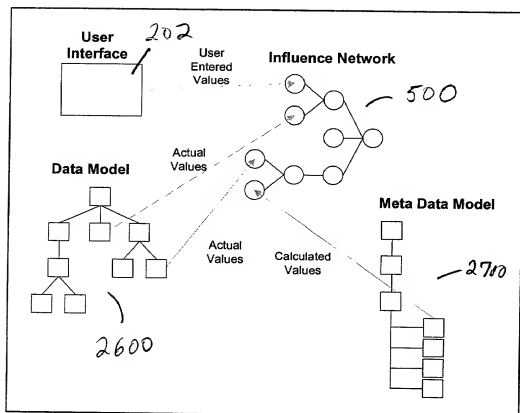 User
Interface
202
User
Entered
Values
Influence Network
500
Data Model
Actual
Values
Meta Data Model
Actual
Values
Calculated
Values
2700
2600